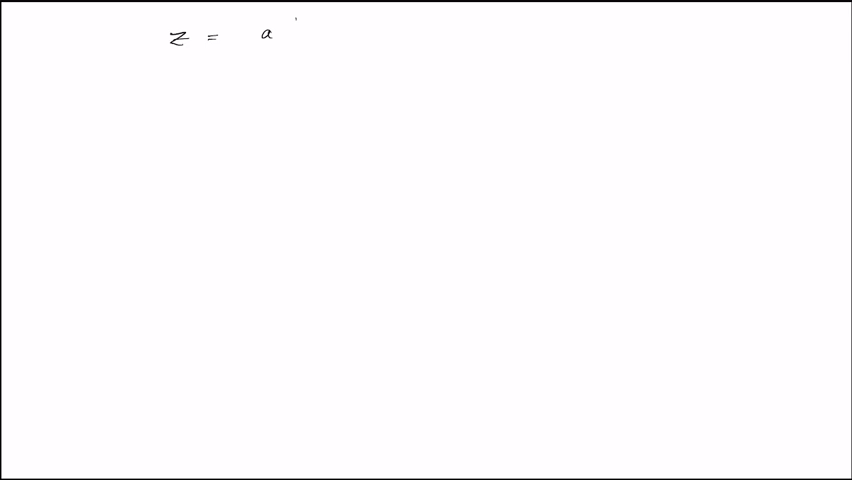 z = a